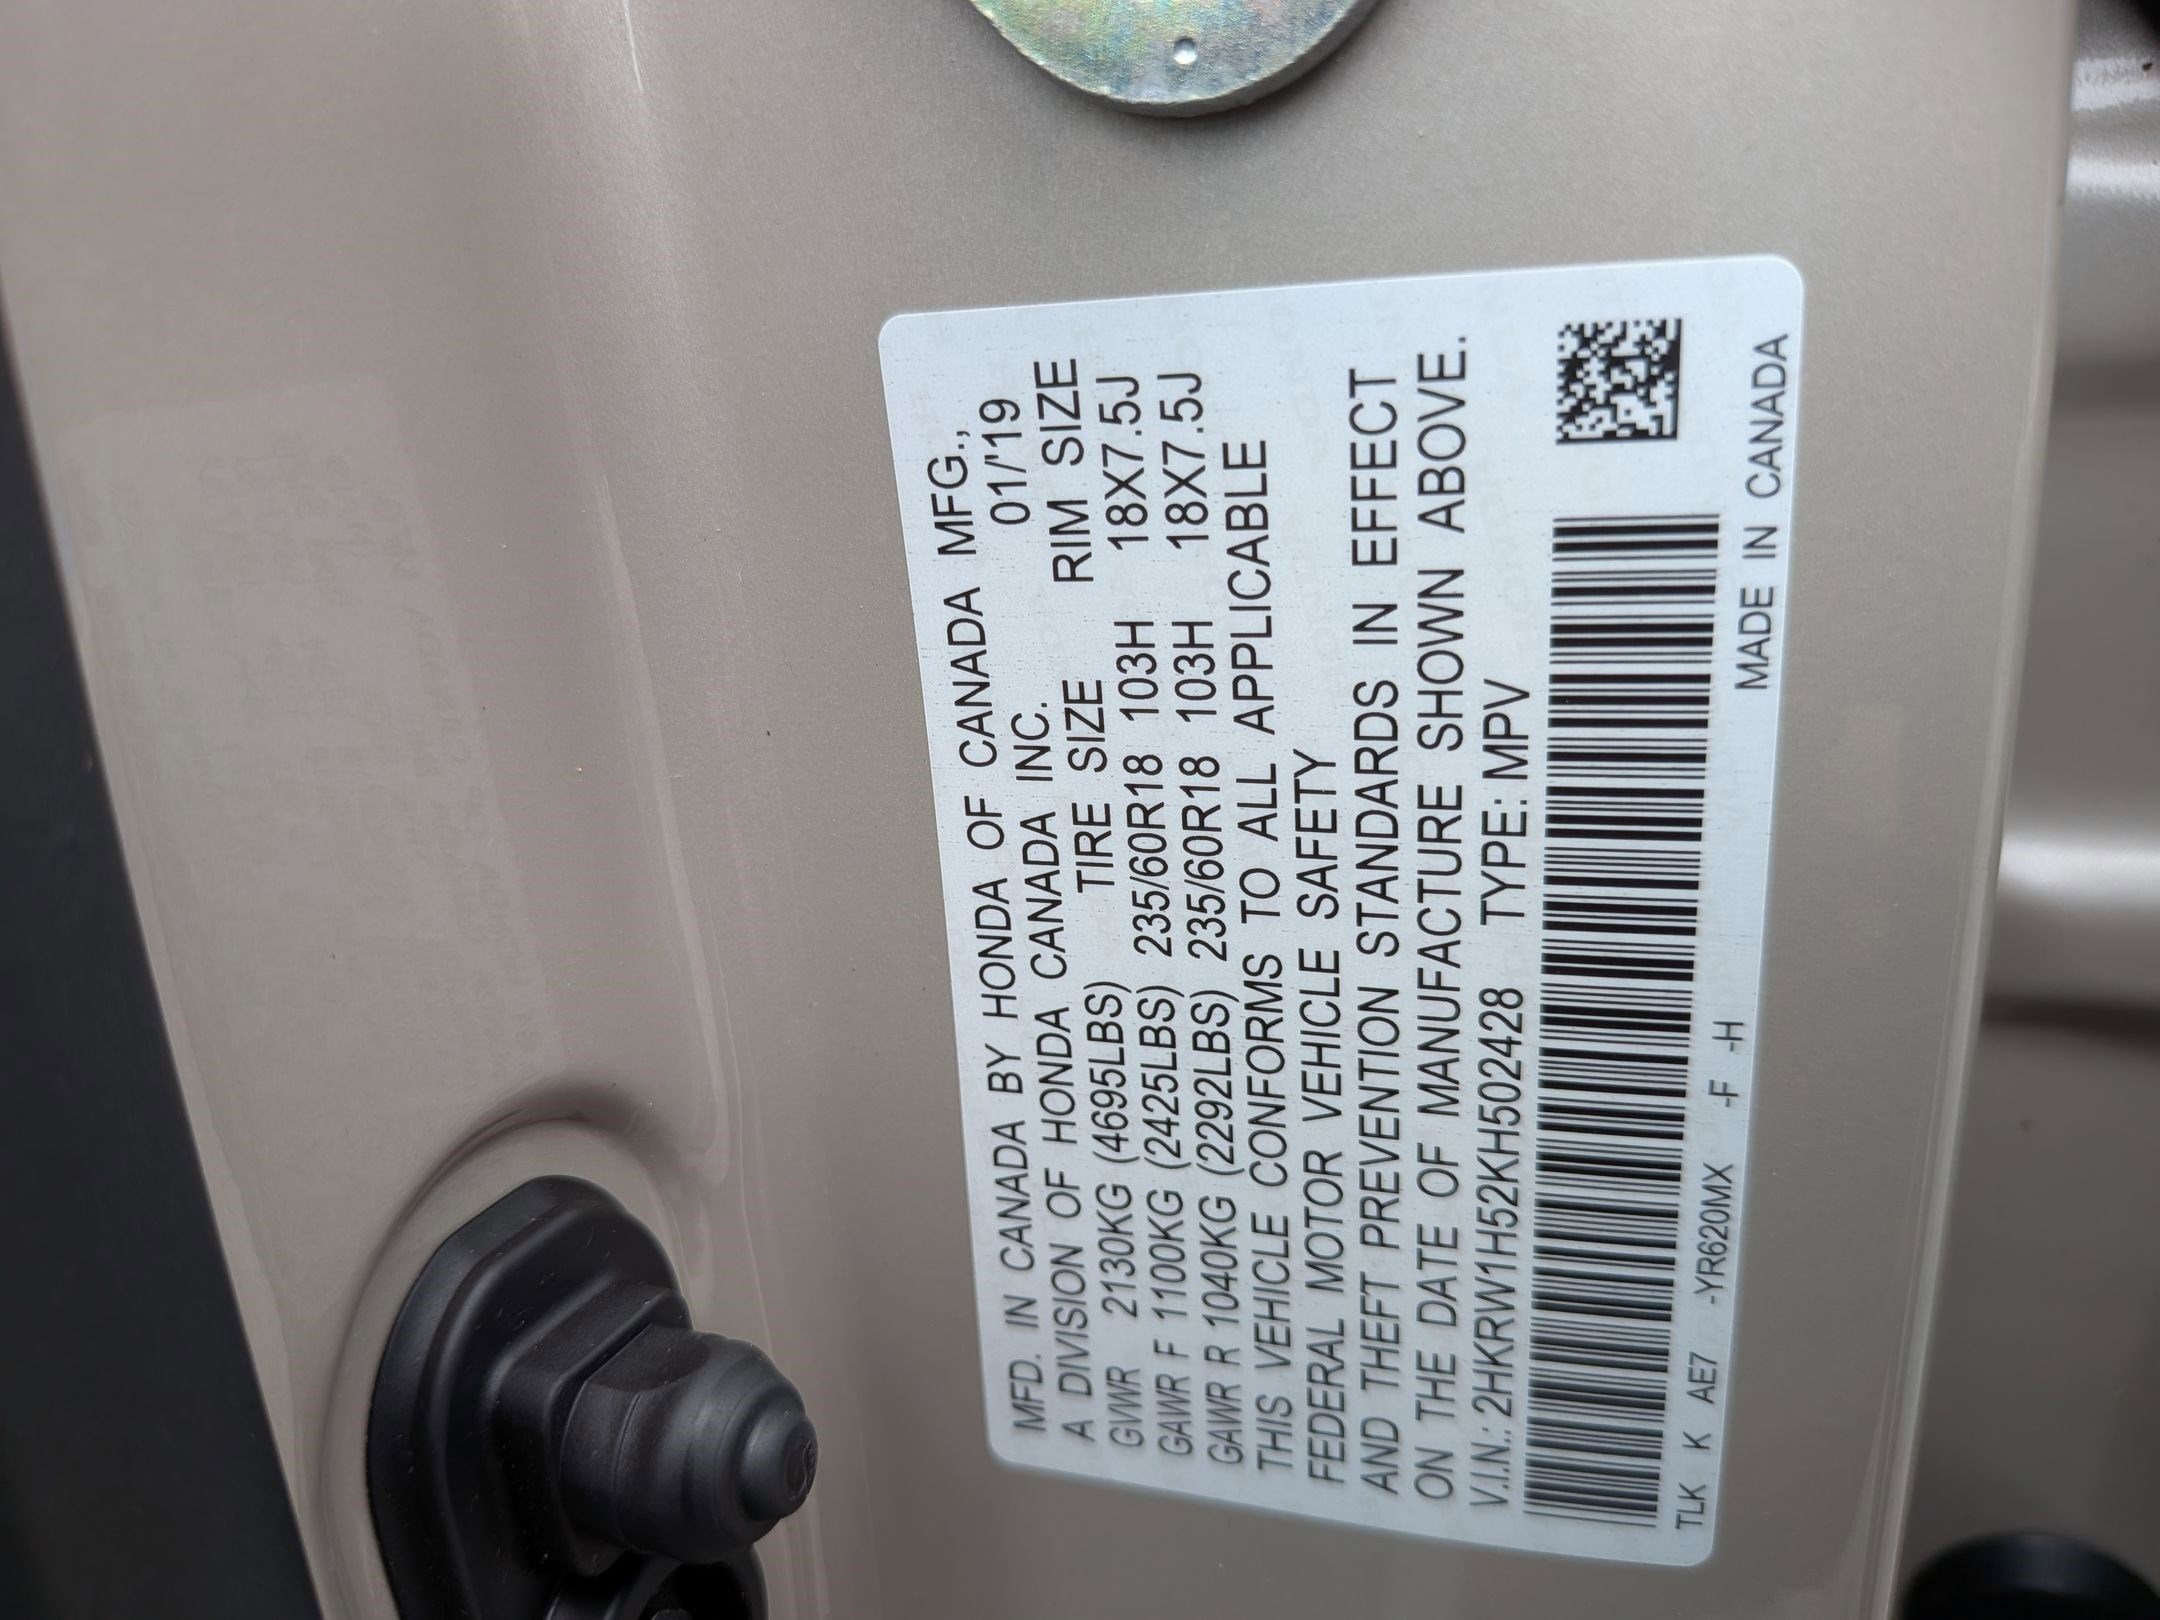 MFD. IN CANADA BY HONDA OF CANADA MFG.,
A DIVISION OF HONDA CANADA INC. 01/'19
TIRE SIZE RIM SIZE
GVWR 2130KG (4695LBS)
GAWR F 1100KG (2425LBS) 235/60R18 103H 18X7.5J
GAWR R 1040KG (2292LBS) 235/60R18 103H 18X7.5J
THIS VEHICLE CONFORMS TO ALL APPLICABLE
FEDERAL MOTOR VEHICLE SAFETY
AND THEFT PREVENTION STANDARDS IN EFFECT
ON THE DATE OF MANUFACTURE SHOWN ABOVE.
V.I.N.: 2HKRW1H52KH502428 TYPE: MPV
TLK K AE7 -YR620MX -F -H MADE IN CANADA